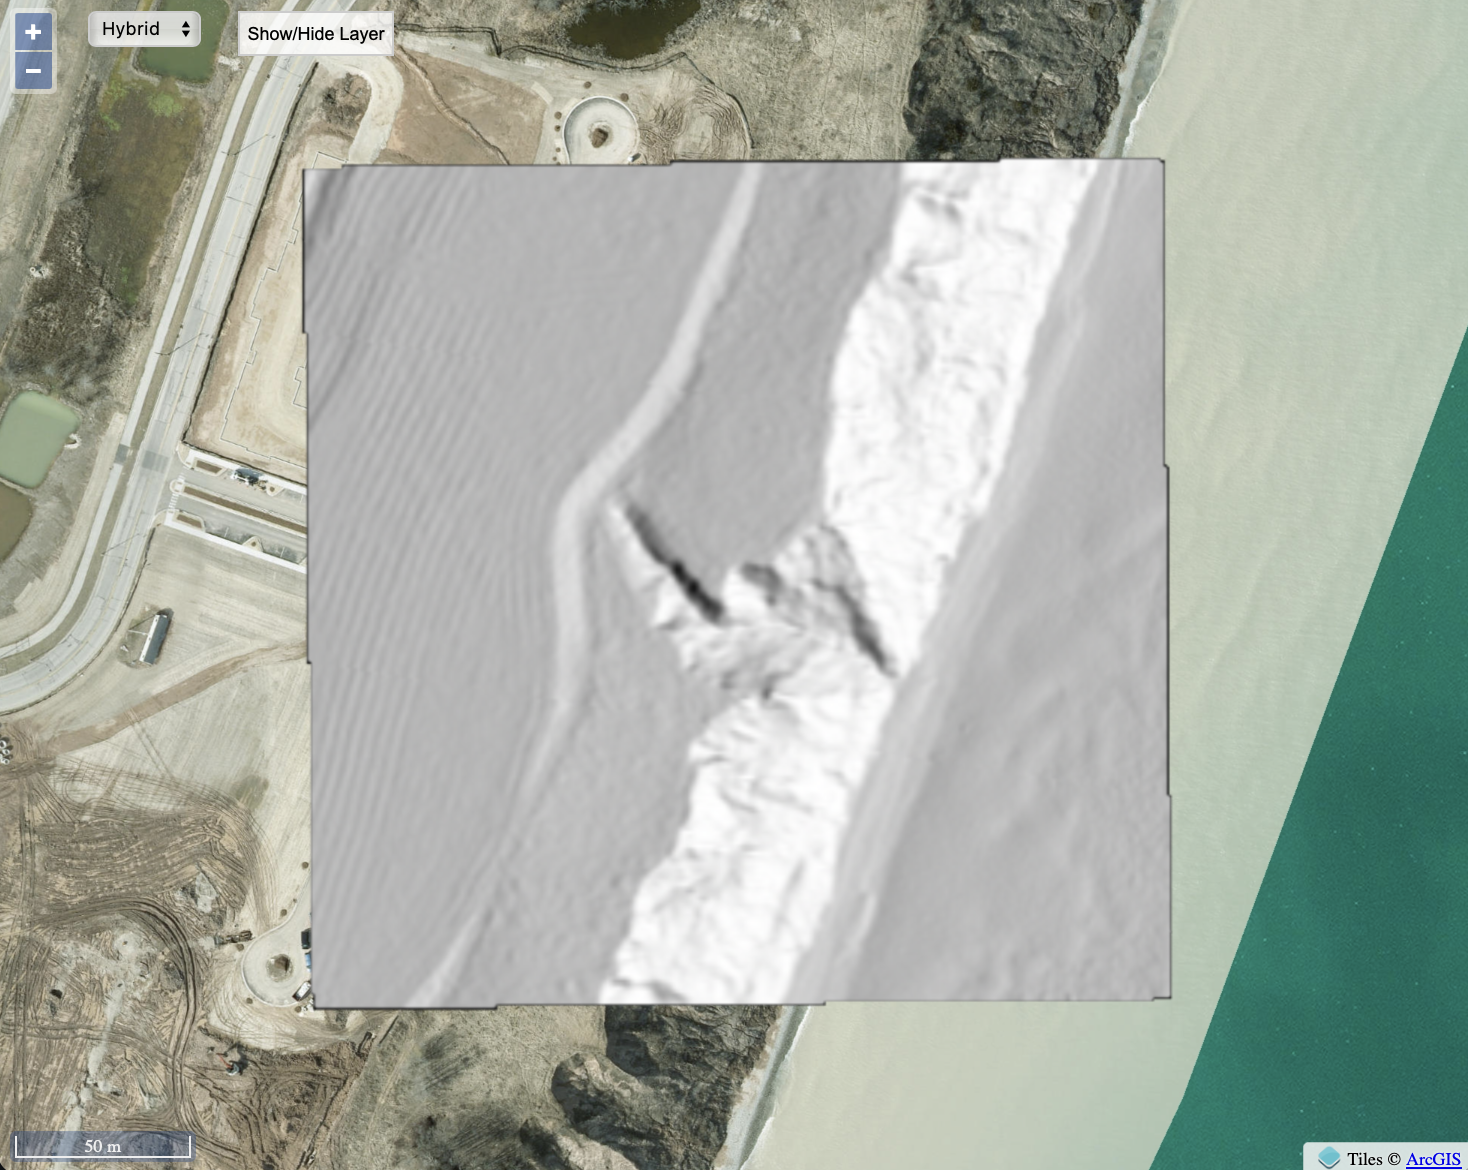 +
Hybrid
Show/Hide Layer
−
50 m
Tiles © ArcGIS